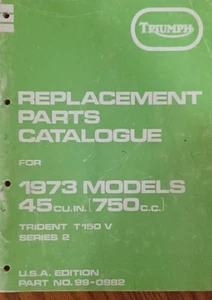 TRIUMPH
REPLACEMENT
PARTS
CATALOGUE
FOR
1973 MODELS
45 CU.IN. [750 C.C.]
TRIDENT T150 V
SERIES 2
U.S.A. EDITION
PART NO. 99-0982